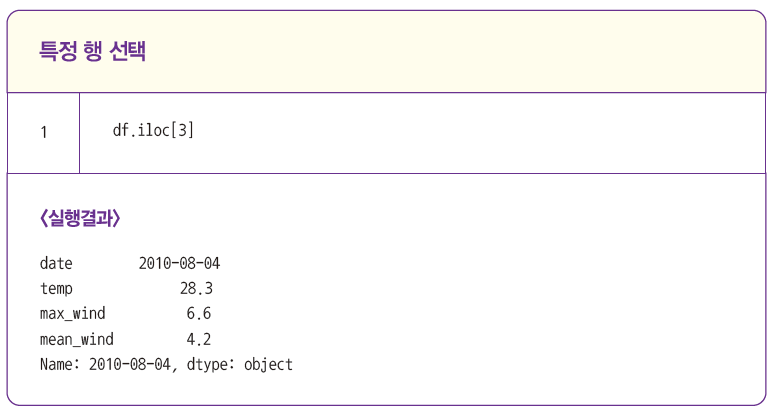 특정 행 선택
1 df.iloc[3]
<실행결과>
date 2010-08-04
temp 28.3
max_wind 6.6
mean_wind 4.2
Name: 2010-08-04, dtype: object